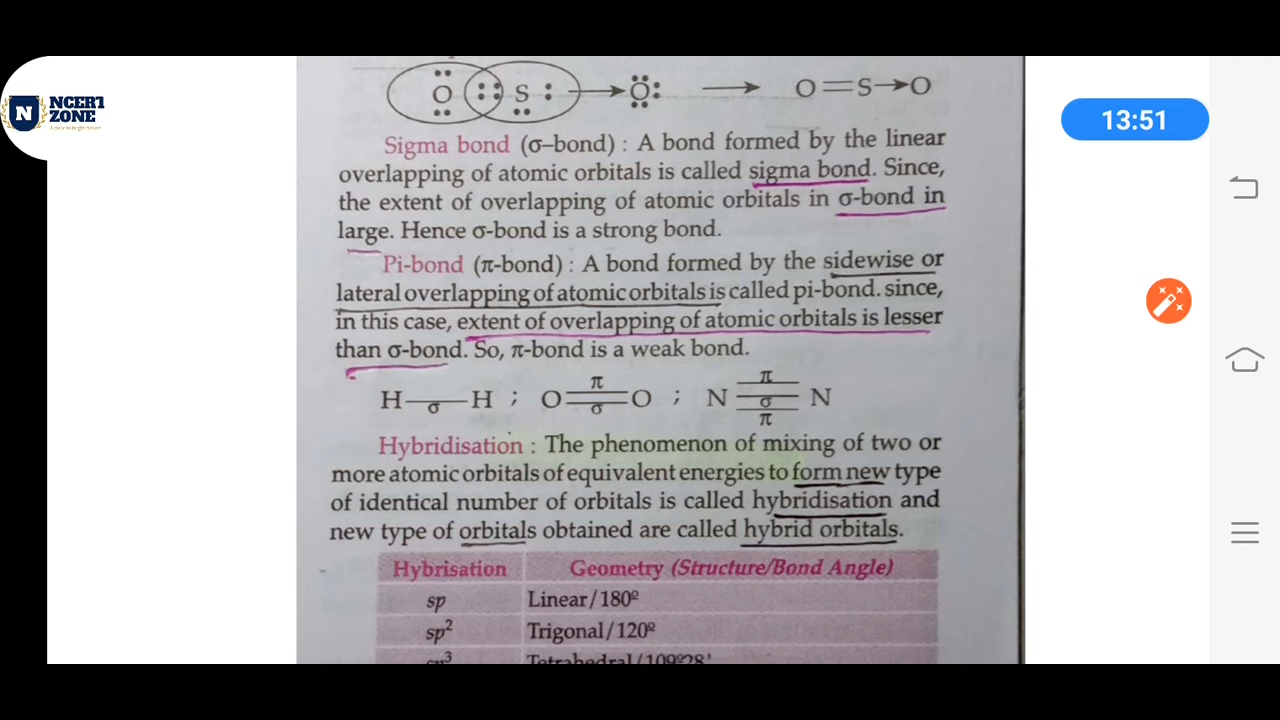 NCERT
ZONE
O S O → O=S→O
13:51
Sigma bond (σ–bond) : A bond formed by the linear
overlapping of atomic orbitals is called sigma bond. Since,
the extent of overlapping of atomic orbitals in σ-bond in
large. Hence σ-bond is a strong bond.
Pi-bond (π-bond) : A bond formed by the sidewise or
lateral overlapping of atomic orbitals is called pi-bond. since,
in this case, extent of overlapping of atomic orbitals is lesser
than σ-bond. So, π-bond is a weak bond.
π π
H H ; O O ; N N
σ σ σ
π
Hybridisation : The phenomenon of mixing of two or
more atomic orbitals of equivalent energies to form new type
of identical number of orbitals is called hybridisation and
new type of orbitals obtained are called hybrid orbitals.
Hybrisation Geometry (Structure/Bond Angle)
sp Linear/180º
sp² Trigonal/120º
sp³ Tetrahedral/109º28'